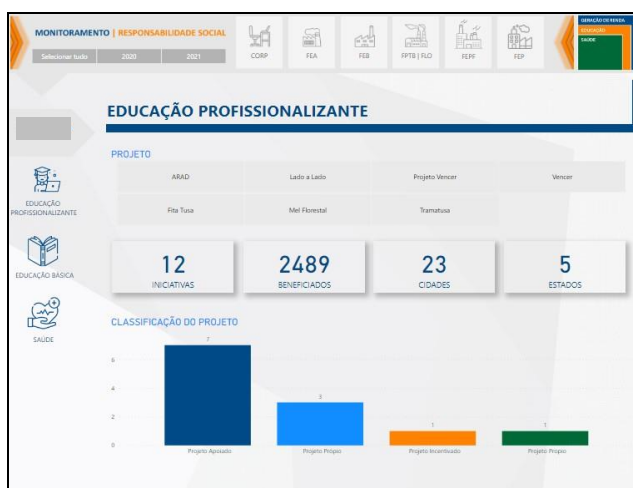 MONITORAMENTO | RESPONSABILIDADE SOCIAL
Selecionar tudo 2020 2021
CORP FEA FEB FPTB | FLO FEPF FEP
GERAÇÃO DE RENDA
EDUCAÇÃO
SAÚDE
EDUCAÇÃO PROFISSIONALIZANTE
PROJETO
ARAD Lado a Lado Projeto Vencer Vencer
Fita Tusa Mel Florestal Tramatusa
EDUCAÇÃO
PROFISSIONALIZANTE
EDUCAÇÃO BÁSICA
SAÚDE
12 2489 23 5
INICIATIVAS BENEFICIADOS CIDADES ESTADOS
CLASSIFICAÇÃO DO PROJETO
7
6
4
3
2
1 1
0
Projeto Apoiado Projeto Própio Projeto Incentivado Projeto Propio